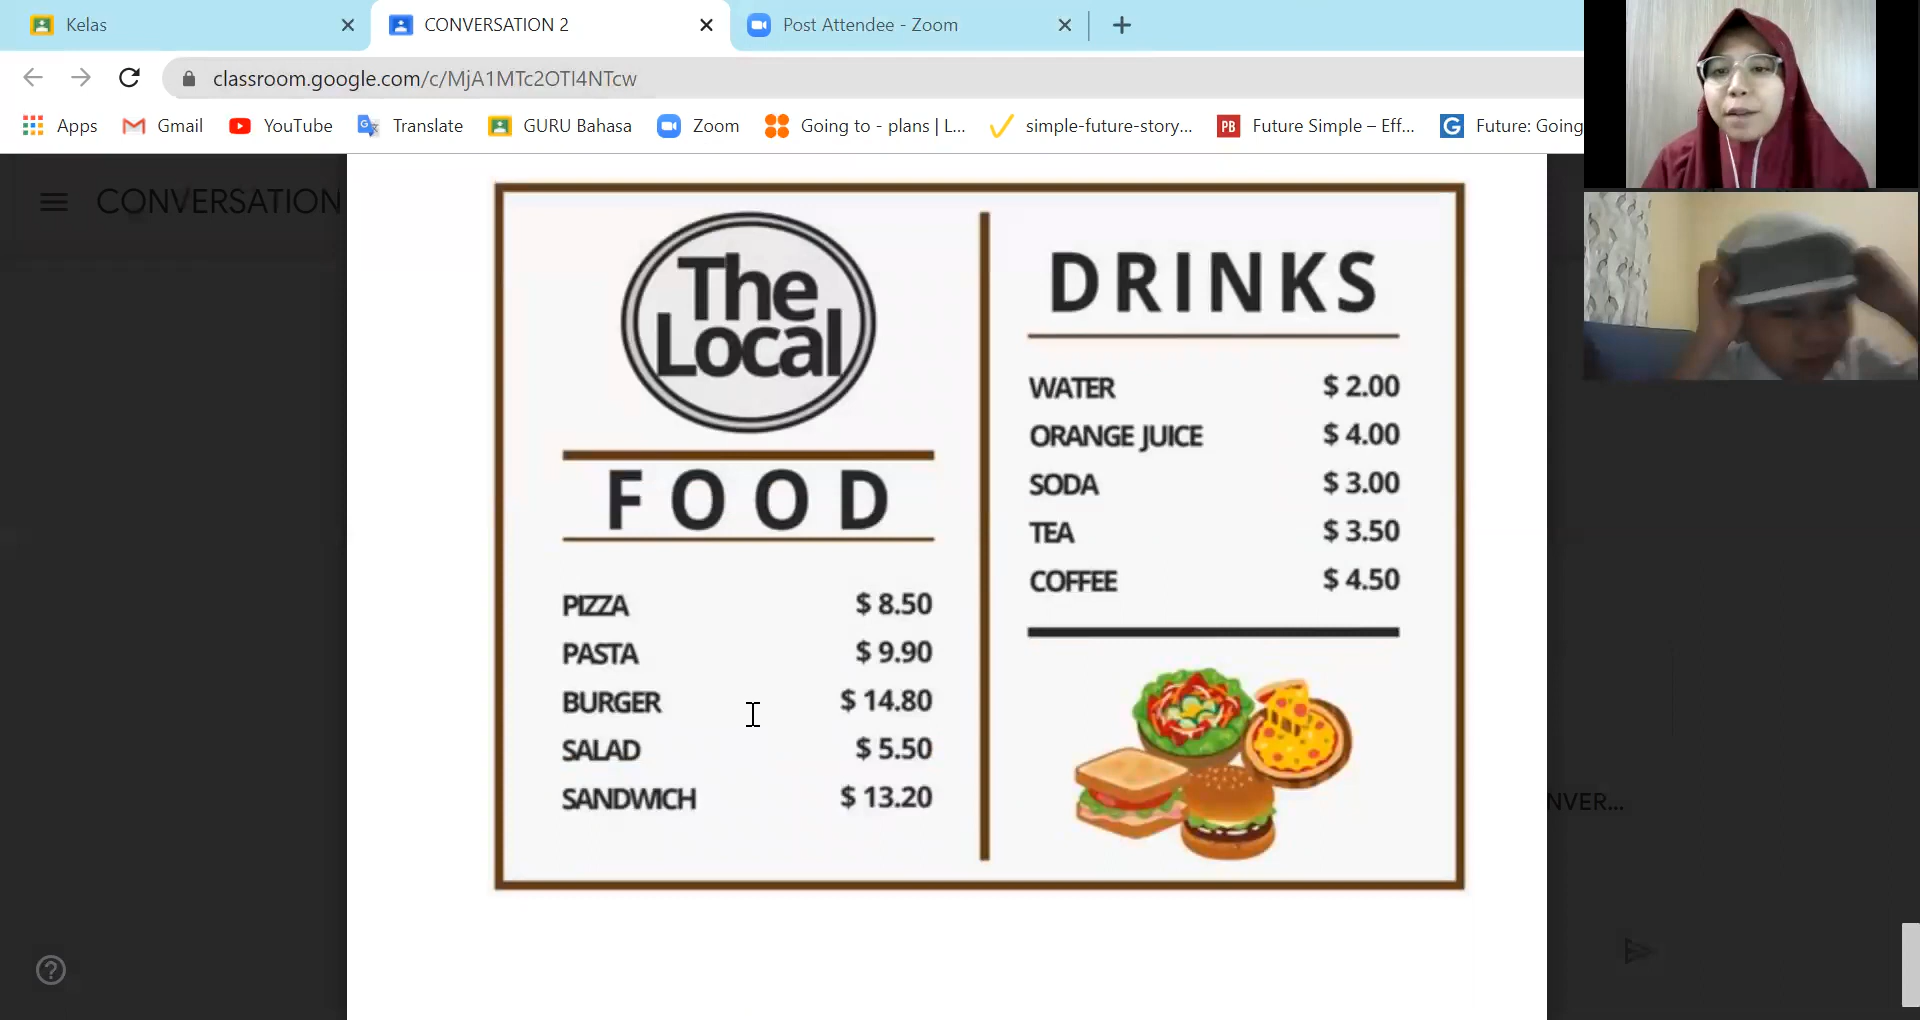 Kelas
CONVERSATION 2
Post Attendee - Zoom
classroom.google.com/c/MjA1MTc2OTI4NTcw
Apps
Gmail
YouTube
Translate
GURU Bahasa
Zoom
Going to - plans | L...
simple-future-story...
PB
Future Simple – Eff...
G
Future: Going
CONVERSATION
The
Local
FOOD
PIZZA $ 8.50
PASTA $ 9.90
BURGER $ 14.80
SALAD $ 5.50
SANDWICH $ 13.20
DRINKS
WATER $ 2.00
ORANGE JUICE $ 4.00
SODA $ 3.00
TEA $ 3.50
COFFEE $ 4.50
NVER...